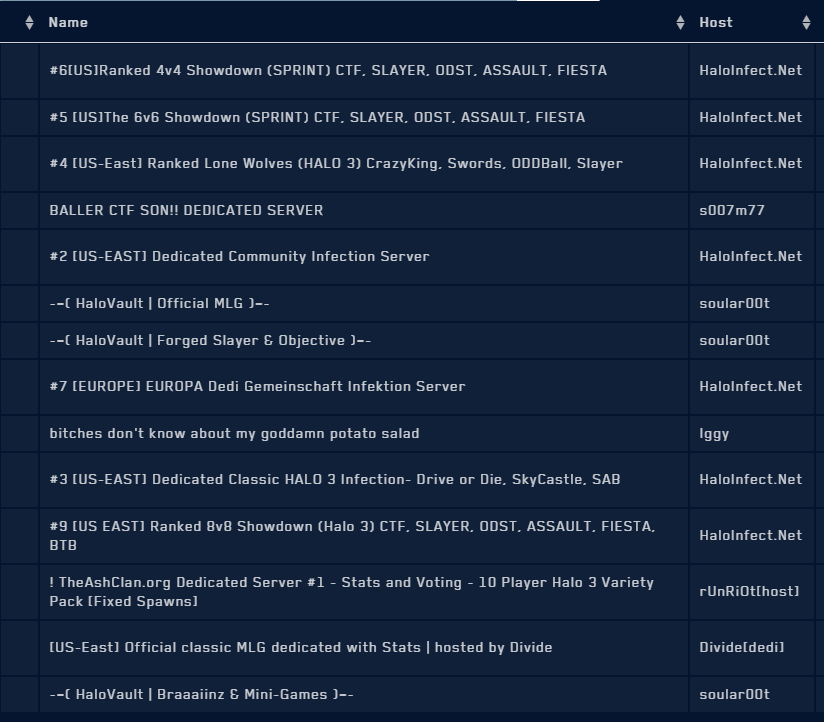 Name Host
#6[US]Ranked 4v4 Showdown (SPRINT) CTF, SLAYER, ODST, ASSAULT, FIESTA HaloInfect.Net
#5 [US]The 6v6 Showdown (SPRINT) CTF, SLAYER, ODST, ASSAULT, FIESTA HaloInfect.Net
#4 [US-East] Ranked Lone Wolves (HALO 3) CrazyKing, Swords, ODDBall, Slayer HaloInfect.Net
BALLER CTF SON!! DEDICATED SERVER s007m77
#2 [US-EAST] Dedicated Community Infection Server HaloInfect.Net
--( HaloVault | Official MLG )-- soular00t
--( HaloVault | Forged Slayer & Objective )-- soular00t
#7 [EUROPE] EUROPA Dedi Gemeinschaft Infektion Server HaloInfect.Net
bitches don't know about my goddamn potato salad Iggy
#3 [US-EAST] Dedicated Classic HALO 3 Infection- Drive or Die, SkyCastle, SAB HaloInfect.Net
#9 [US EAST] Ranked 8v8 Showdown (Halo 3) CTF, SLAYER, ODST, ASSAULT, FIESTA,
BTB HaloInfect.Net
! TheAshClan.org Dedicated Server #1 - Stats and Voting - 10 Player Halo 3 Variety
Pack [Fixed Spawns] rUnRiOt[host]
[US-East] Official classic MLG dedicated with Stats | hosted by Divide Divide[dedi]
--( HaloVault | Braaaiinz & Mini-Games )-- soular00t